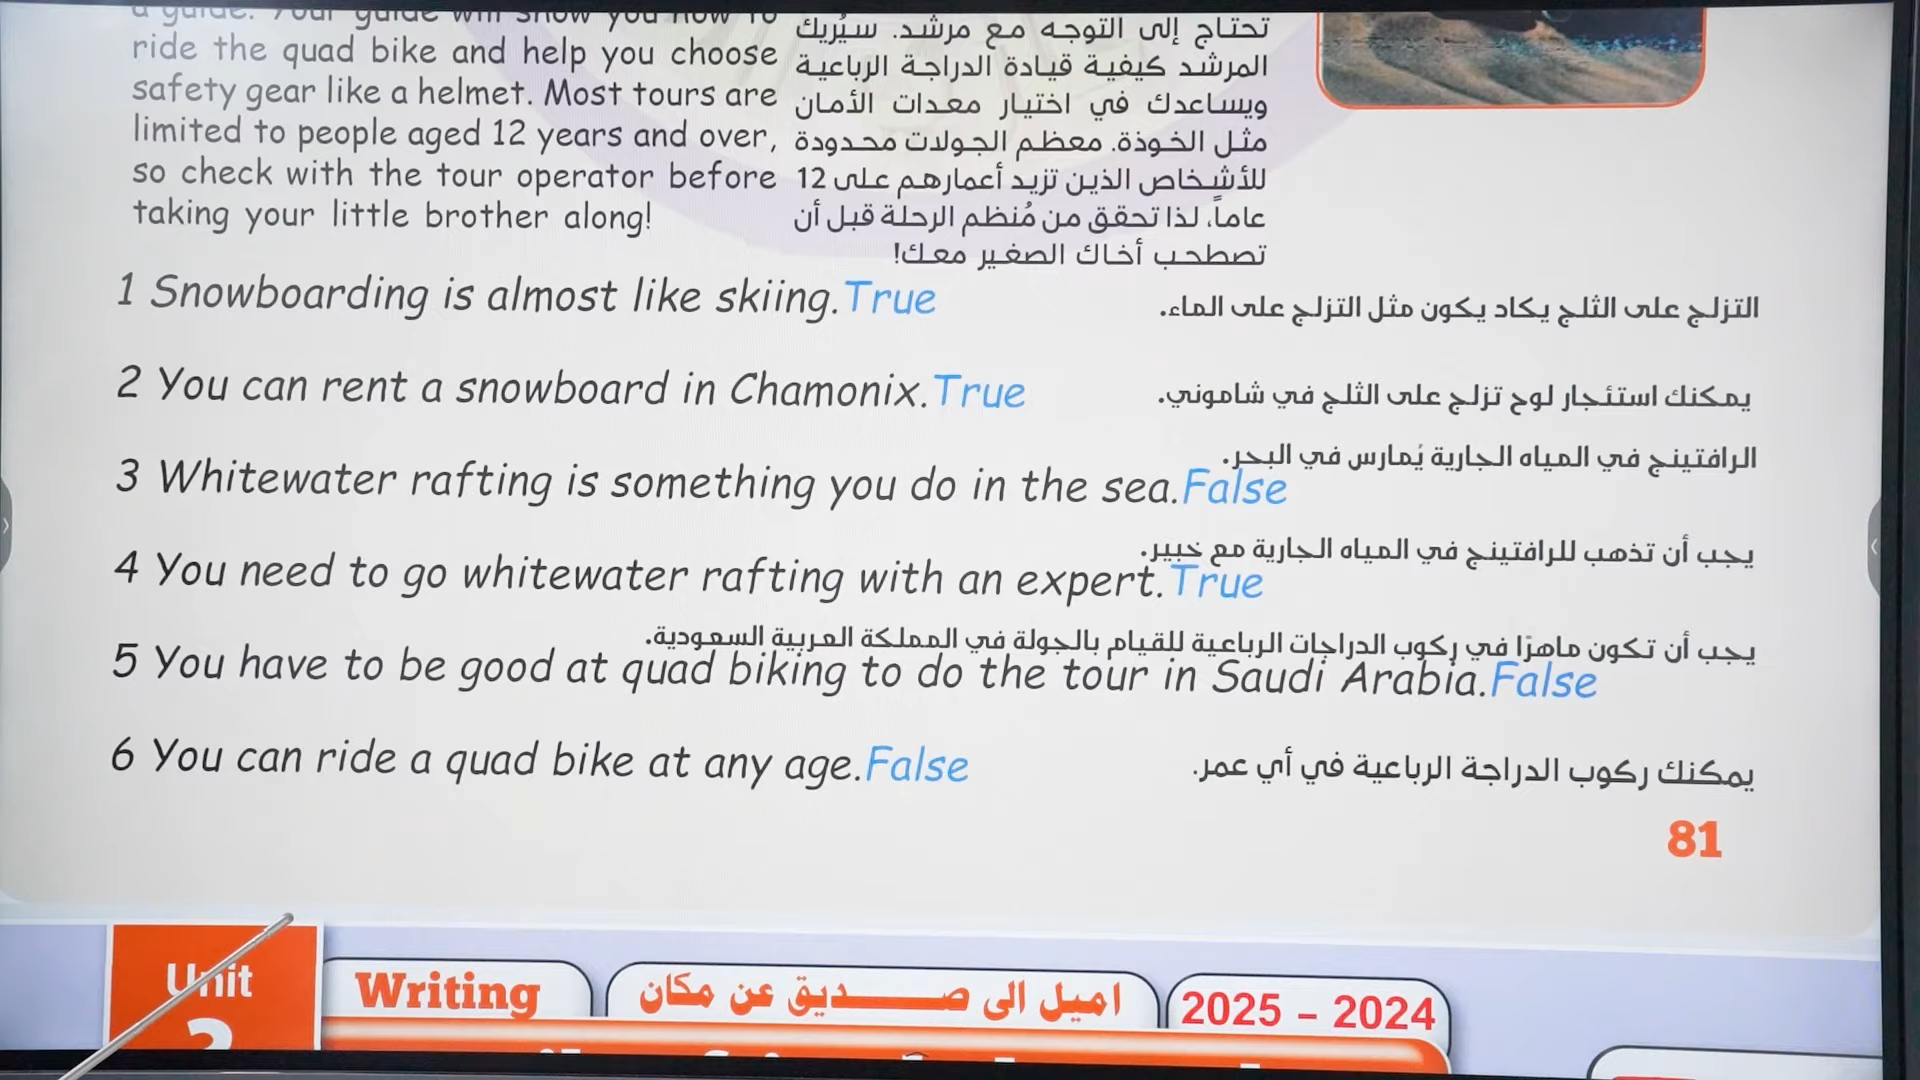 a guide. Your guide will show you how to
ride the quad bike and help you choose
safety gear like a helmet. Most tours are
limited to people aged 12 years and over,
so check with the tour operator before
taking your little brother along!
تحتاج إلى التوجه مع مرشد. سيُريك
المرشد كيفية قيادة الدراجة الرباعية
ويساعدك في اختيار معدات الأمان
مثل الخوذة. معظم الجولات محدودة
للأشخاص الذين تزيد أعمارهم على 12
عاماً، لذا تحقق من مُنظم الرحلة قبل أن
تصطحب أخاك الصغير معك!
1 Snowboarding is almost like skiing.True
التزلج على الثلج يكاد يكون مثل التزلج على الماء.
2 You can rent a snowboard in Chamonix.True
يمكنك استئجار لوح تزلج على الثلج في شاموني.
الرافتينج في المياه الجارية يُمارس في البحر.
3 Whitewater rafting is something you do in the sea.False
يجب أن تذهب للرافتينج في المياه الجارية مع خبير.
4 You need to go whitewater rafting with an expert.True
يجب أن تكون ماهرًا في ركوب الدراجات الرباعية للقيام بالجولة في المملكة العربية السعودية.
5 You have to be good at quad biking to do the tour in Saudi Arabia.False
6 You can ride a quad bike at any age.False
يمكنك ركوب الدراجة الرباعية في أي عمر.
81
Unit
Writing
اميل الى صـــديق عن مكان
2025 – 2024